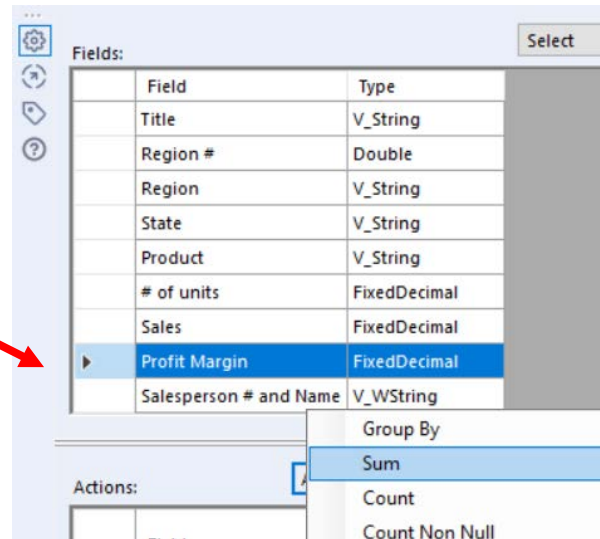 Select
Fields:
Field Type
Title V_String
Region # Double
Region V_String
State V_String
Product V_String
# of units FixedDecimal
Sales FixedDecimal
Profit Margin FixedDecimal
Salesperson # and Name V_WString
Group By
Sum
Actions:
Count
Count Non Null